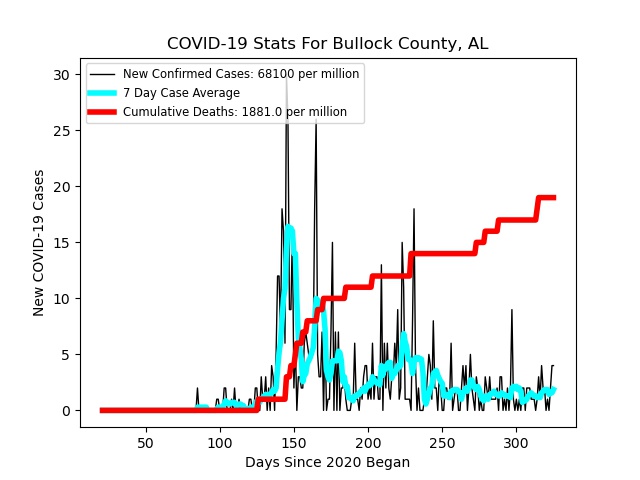 COVID-19 Stats For Bullock County, AL
New Confirmed Cases: 68100 per million
7 Day Case Average
Cumulative Deaths: 1881.0 per million
New COVID-19 Cases
30
25
20
15
10
5
0
50 100 150 200 250 300
Days Since 2020 Began